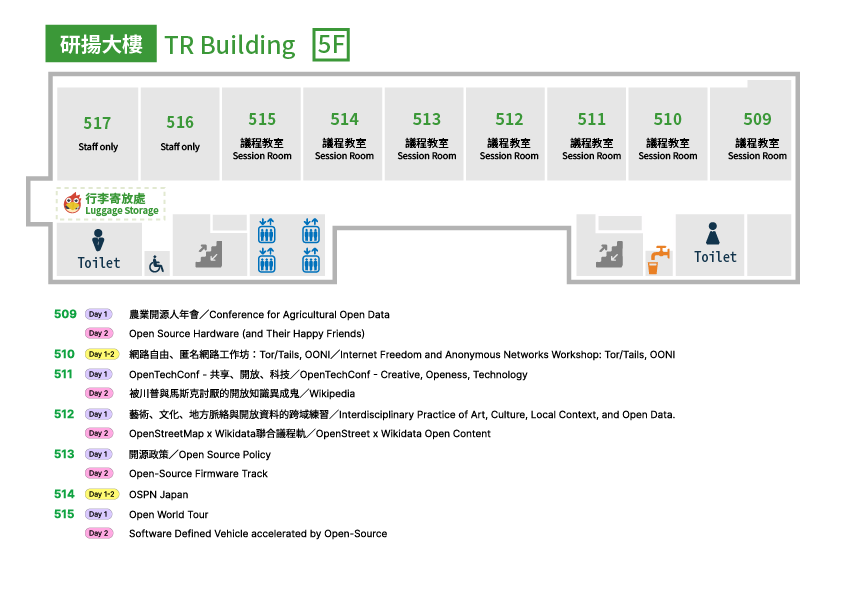 研揚大樓 TR Building 5F
517 516 515 514 513 512 511 510 509
Staff only Staff only 議程教室 議程教室 議程教室 議程教室 議程教室 議程教室 議程教室
Session Room Session Room Session Room Session Room Session Room Session Room Session Room
行李寄放處
Luggage Storage
Toilet Toilet
509 Day 1 農業開源人年會／Conference for Agricultural Open Data
Day 2 Open Source Hardware (and Their Happy Friends)
510 Day 1-2 網路自由、匿名網路工作坊：Tor/Tails, OONI／Internet Freedom and Anonymous Networks Workshop: Tor/Tails, OONI
511 Day 1 OpenTechConf - 共享、開放、科技／OpenTechConf - Creative, Openess, Technology
Day 2 被川普與馬斯克討厭的開放知識異成鬼／Wikipedia
512 Day 1 藝術、文化、地方脈絡與開放資料的跨域練習／Interdisciplinary Practice of Art, Culture, Local Context, and Open Data.
Day 2 OpenStreetMap x Wikidata聯合議程軌／OpenStreet x Wikidata Open Content
513 Day 1 開源政策／Open Source Policy
Day 2 Open-Source Firmware Track
514 Day 1-2 OSPN Japan
515 Day 1 Open World Tour
Day 2 Software Defined Vehicle accelerated by Open-Source